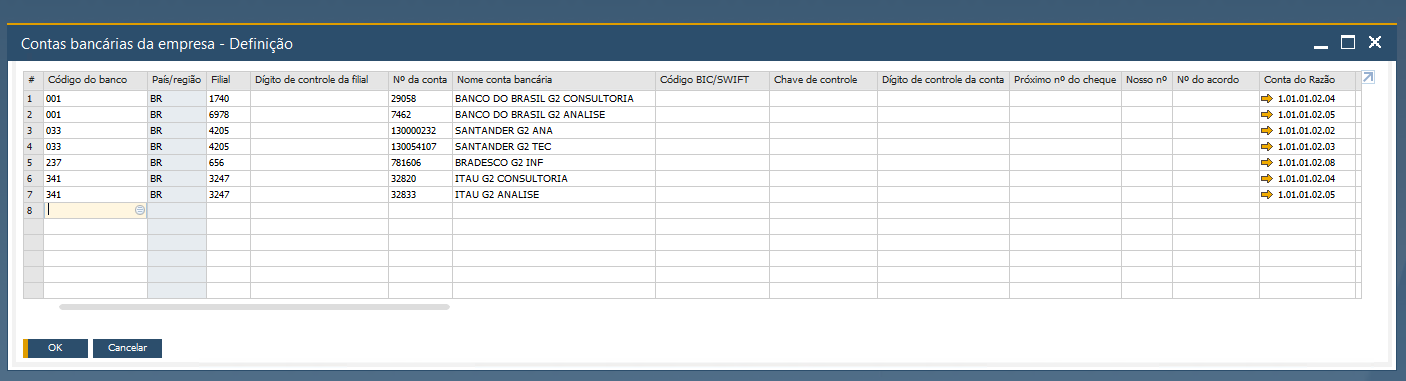 Contas bancárias da empresa - Definição
# Código do banco País/região Filial Dígito de controle da filial Nº da conta Nome conta bancária Código BIC/SWIFT Chave de controle Dígito de controle da conta Próximo nº do cheque Nosso nº Nº do acordo Conta do Razão
1 001 BR 1740 29058 BANCO DO BRASIL G2 CONSULTORIA 1.01.01.02.04
2 001 BR 6978 7462 BANCO DO BRASIL G2 ANALISE 1.01.01.02.05
3 033 BR 4205 130000232 SANTANDER G2 ANA 1.01.01.02.02
4 033 BR 4205 130054107 SANTANDER G2 TEC 1.01.01.02.03
5 237 BR 656 781606 BRADESCO G2 INF 1.01.01.02.08
6 341 BR 3247 32820 ITAU G2 CONSULTORIA 1.01.01.02.04
7 341 BR 3247 32833 ITAU G2 ANALISE 1.01.01.02.05
8
OK Cancelar